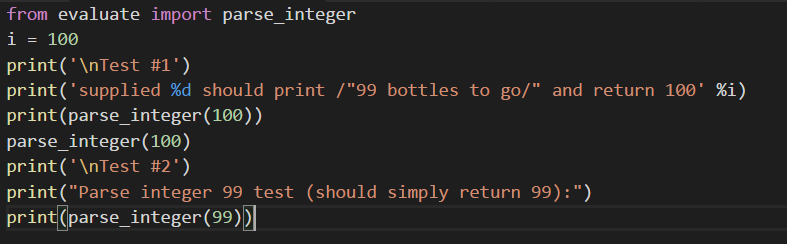 from evaluate import parse_integer
i = 100
print('\nTest #1')
print('supplied %d should print /"99 bottles to go/" and return 100' %i)
print(parse_integer(100))
parse_integer(100)
print('\nTest #2')
print("Parse integer 99 test (should simply return 99):")
print(parse_integer(99))